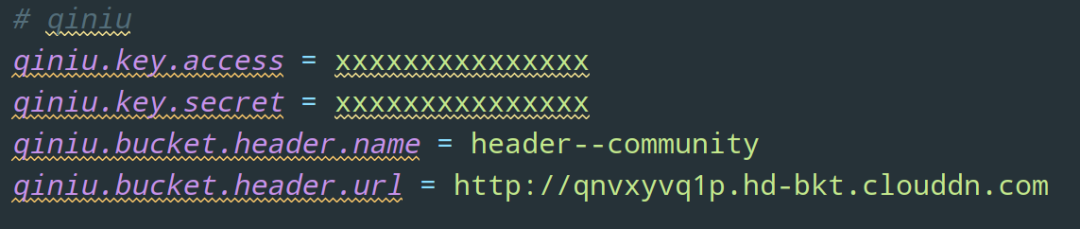 # qiniu
qiniu.key.access = xxxxxxxxxxxxxxx
qiniu.key.secret = xxxxxxxxxxxxxxx
qiniu.bucket.header.name = header--community
qiniu.bucket.header.url = http://qnvxyvq1p.hd-bkt.clouddn.com